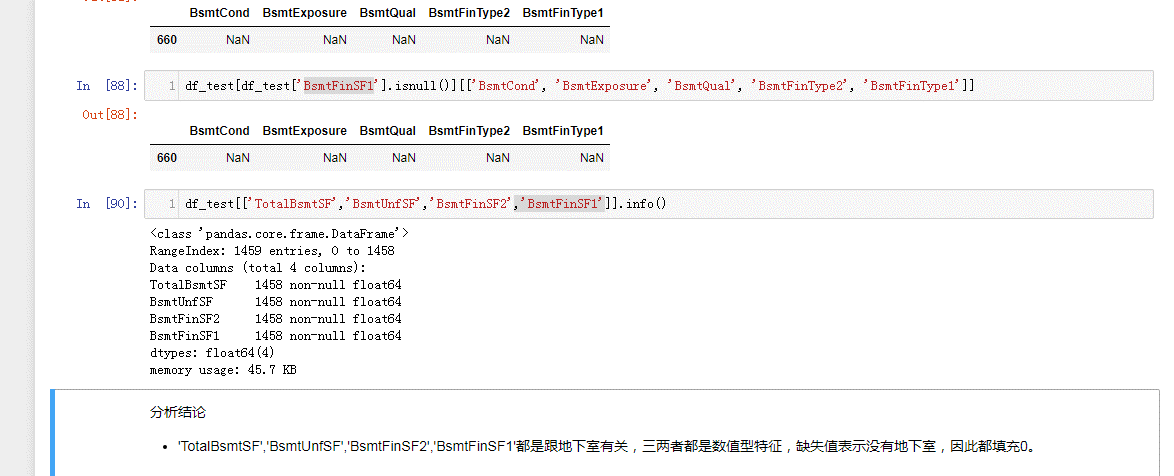 BsmtCond BsmtExposure BsmtQual BsmtFinType2 BsmtFinType1
660 NaN NaN NaN NaN NaN
In [88]: 1 df_test[df_test['BsmtFinSF1'].isnull()][['BsmtCond', 'BsmtExposure', 'BsmtQual', 'BsmtFinType2', 'BsmtFinType1']]
Out[88]:
BsmtCond BsmtExposure BsmtQual BsmtFinType2 BsmtFinType1
660 NaN NaN NaN NaN NaN
In [90]: 1 df_test[['TotalBsmtSF','BsmtUnfSF','BsmtFinSF2','BsmtFinSF1']].info()
<class 'pandas.core.frame.DataFrame'>
RangeIndex: 1459 entries, 0 to 1458
Data columns (total 4 columns):
TotalBsmtSF 1458 non-null float64
BsmtUnfSF 1458 non-null float64
BsmtFinSF2 1458 non-null float64
BsmtFinSF1 1458 non-null float64
dtypes: float64(4)
memory usage: 45.7 KB
分析结论
• 'TotalBsmtSF','BsmtUnfSF','BsmtFinSF2','BsmtFinSF1'都是跟地下室有关，三两者都是数值型特征，缺失值表示没有地下室，因此都填充0。